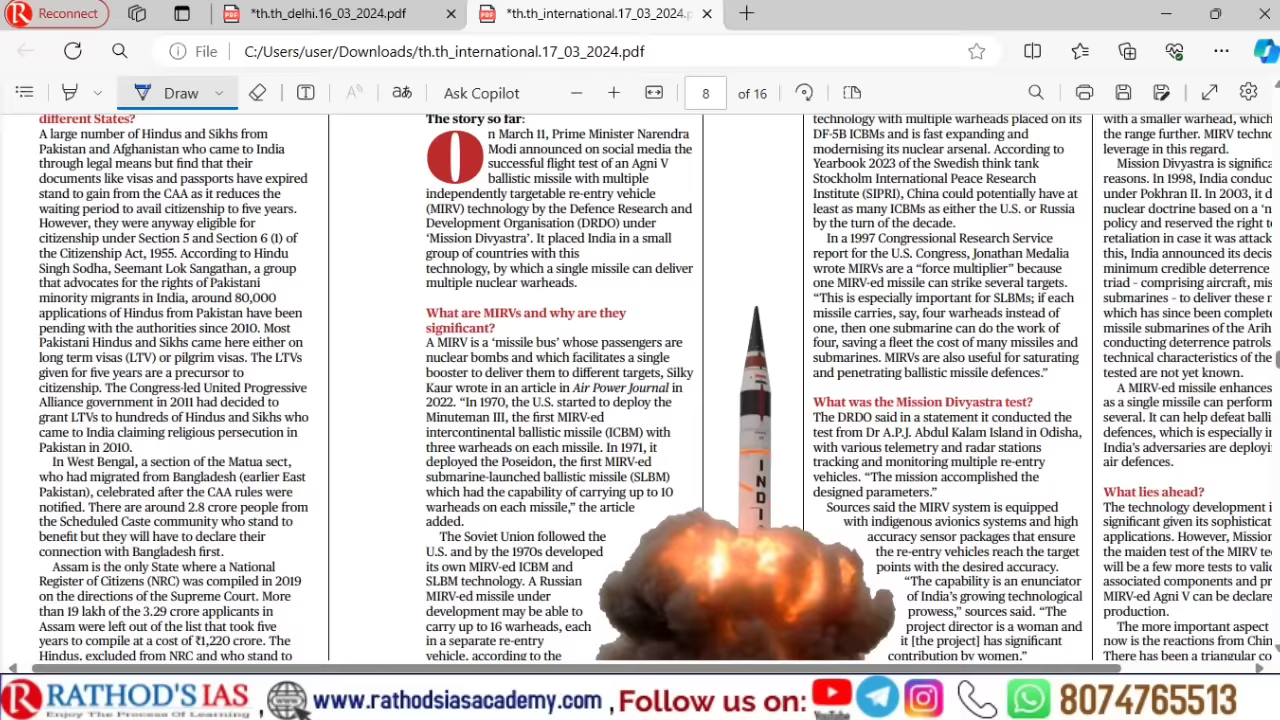 Reconnect
*th.th_delhi.16_03_2024.pdf
*th.th_international.17_03_2024.p
File
C:/Users/user/Downloads/th.th_international.17_03_2024.pdf
Draw
Ask Copilot
8
of 16
different States?
A large number of Hindus and Sikhs from
Pakistan and Afghanistan who came to India
through legal means but find that their
documents like visas and passports have expired
stand to gain from the CAA as it reduces the
waiting period to avail citizenship to five years.
However, they were anyway eligible for
citizenship under Section 5 and Section 6 (1) of
the Citizenship Act, 1955. According to Hindu
Singh Sodha, Seemant Lok Sangathan, a group
that advocates for the rights of Pakistani
minority migrants in India, around 80,000
applications of Hindus from Pakistan have been
pending with the authorities since 2010. Most
Pakistani Hindus and Sikhs came here either on
long term visas (LTV) or pilgrim visas. The LTVs
given for five years are a precursor to
citizenship. The Congress-led United Progressive
Alliance government in 2011 had decided to
grant LTVs to hundreds of Hindus and Sikhs who
came to India claiming religious persecution in
Pakistan in 2010.
In West Bengal, a section of the Matua sect,
who had migrated from Bangladesh (earlier East
Pakistan), celebrated after the CAA rules were
notified. There are around 2.8 crore people from
the Scheduled Caste community who stand to
benefit but they will have to declare their
connection with Bangladesh first.
Assam is the only State where a National
Register of Citizens (NRC) was compiled in 2019
on the directions of the Supreme Court. More
than 19 lakh of the 3.29 crore applicants in
Assam were left out of the list that took five
years to compile at a cost of ₹1,220 crore. The
Hindus, excluded from NRC and who stand to
The story so far:
On March 11, Prime Minister Narendra
Modi announced on social media the
successful flight test of an Agni V
ballistic missile with multiple
independently targetable re-entry vehicle
(MIRV) technology by the Defence Research and
Development Organisation (DRDO) under
‘Mission Divyastra’. It placed India in a small
group of countries with this
technology, by which a single missile can deliver
multiple nuclear warheads.
What are MIRVs and why are they
significant?
A MIRV is a ‘missile bus’ whose passengers are
nuclear bombs and which facilitates a single
booster to deliver them to different targets, Silky
Kaur wrote in an article in Air Power Journal in
2022. “In 1970, the U.S. started to deploy the
Minuteman III, the first MIRV-ed
intercontinental ballistic missile (ICBM) with
three warheads on each missile. In 1971, it
deployed the Poseidon, the first MIRV-ed
submarine-launched ballistic missile (SLBM)
which had the capability of carrying up to 10
warheads on each missile,” the article
added.
The Soviet Union followed the
U.S. and by the 1970s developed
its own MIRV-ed ICBM and
SLBM technology. A Russian
MIRV-ed missile under
development may be able to
carry up to 16 warheads, each
in a separate re-entry
vehicle, according to the
INDI
technology with multiple warheads placed on its
DF-5B ICBMs and is fast expanding and
modernising its nuclear arsenal. According to
Yearbook 2023 of the Swedish think tank
Stockholm International Peace Research
Institute (SIPRI), China could potentially have at
least as many ICBMs as either the U.S. or Russia
by the turn of the decade.
In a 1997 Congressional Research Service
report for the U.S. Congress, Jonathan Medalia
wrote MIRVs are a “force multiplier” because
one MIRV-ed missile can strike several targets.
“This is especially important for SLBMs; if each
missile carries, say, four warheads instead of
one, then one submarine can do the work of
four, saving a fleet the cost of many missiles and
submarines. MIRVs are also useful for saturating
and penetrating ballistic missile defences.”
What was the Mission Divyastra test?
The DRDO said in a statement it conducted the
test from Dr A.P.J. Abdul Kalam Island in Odisha,
with various telemetry and radar stations
tracking and monitoring multiple re-entry
vehicles. “The mission accomplished the
designed parameters.”
Sources said the MIRV system is equipped
with indigenous avionics systems and high
accuracy sensor packages that ensure
the re-entry vehicles reach the target
points with the desired accuracy.
“The capability is an enunciator
of India’s growing technological
prowess,” sources said. “The
project director is a woman and
it [the project] has significant
contribution by women.”
with a smaller warhead, which
the range further. MIRV techno
leverage in this regard.
Mission Divyastra is significa
reasons. In 1998, India conduc
under Pokhran II. In 2003, it d
nuclear doctrine based on a ‘n
policy and reserved the right t
retaliation in case it was attack
this, India announced its decis
minimum credible deterrence
triad - comprising aircraft, mis
submarines - to deliver these n
which has since been complete
missile submarines of the Arih
conducting deterrence patrols
technical characteristics of the
tested are not yet known.
A MIRV-ed missile enhances
as a single missile can perform
several. It can help defeat balli
defences, which is especially in
India’s adversaries are deployi
air defences.
What lies ahead?
The technology development i
significant given its sophisticat
applications. However, Mission
the maiden test of the MIRV te
will be a few more tests to valid
associated components and pr
MIRV-ed Agni V can be declare
production.
The more important aspect
now is the reactions from Chin
There has been a triangular co
RATHOD'S IAS
Enjoy The Process Of Learning
, www.rathodsiasacademy.com , Follow us on:
YouTube
8074765513